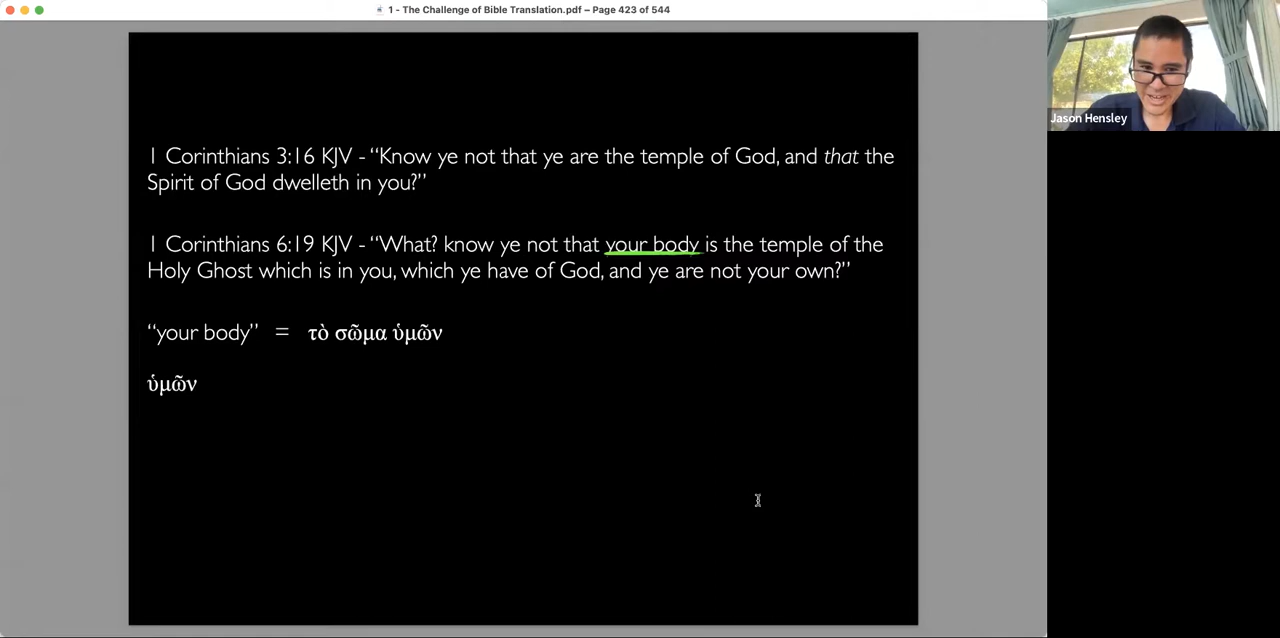 1 - The Challenge of Bible Translation.pdf – Page 423 of 544
Jason Hensley
1 Corinthians 3:16 KJV - “Know ye not that ye are the temple of God, and that the
Spirit of God dwelleth in you?”
1 Corinthians 6:19 KJV - “What? know ye not that your body is the temple of the
Holy Ghost which is in you, which ye have of God, and ye are not your own?”
“your body” = τὸ σῶμα ὑμῶν
ὑμῶν